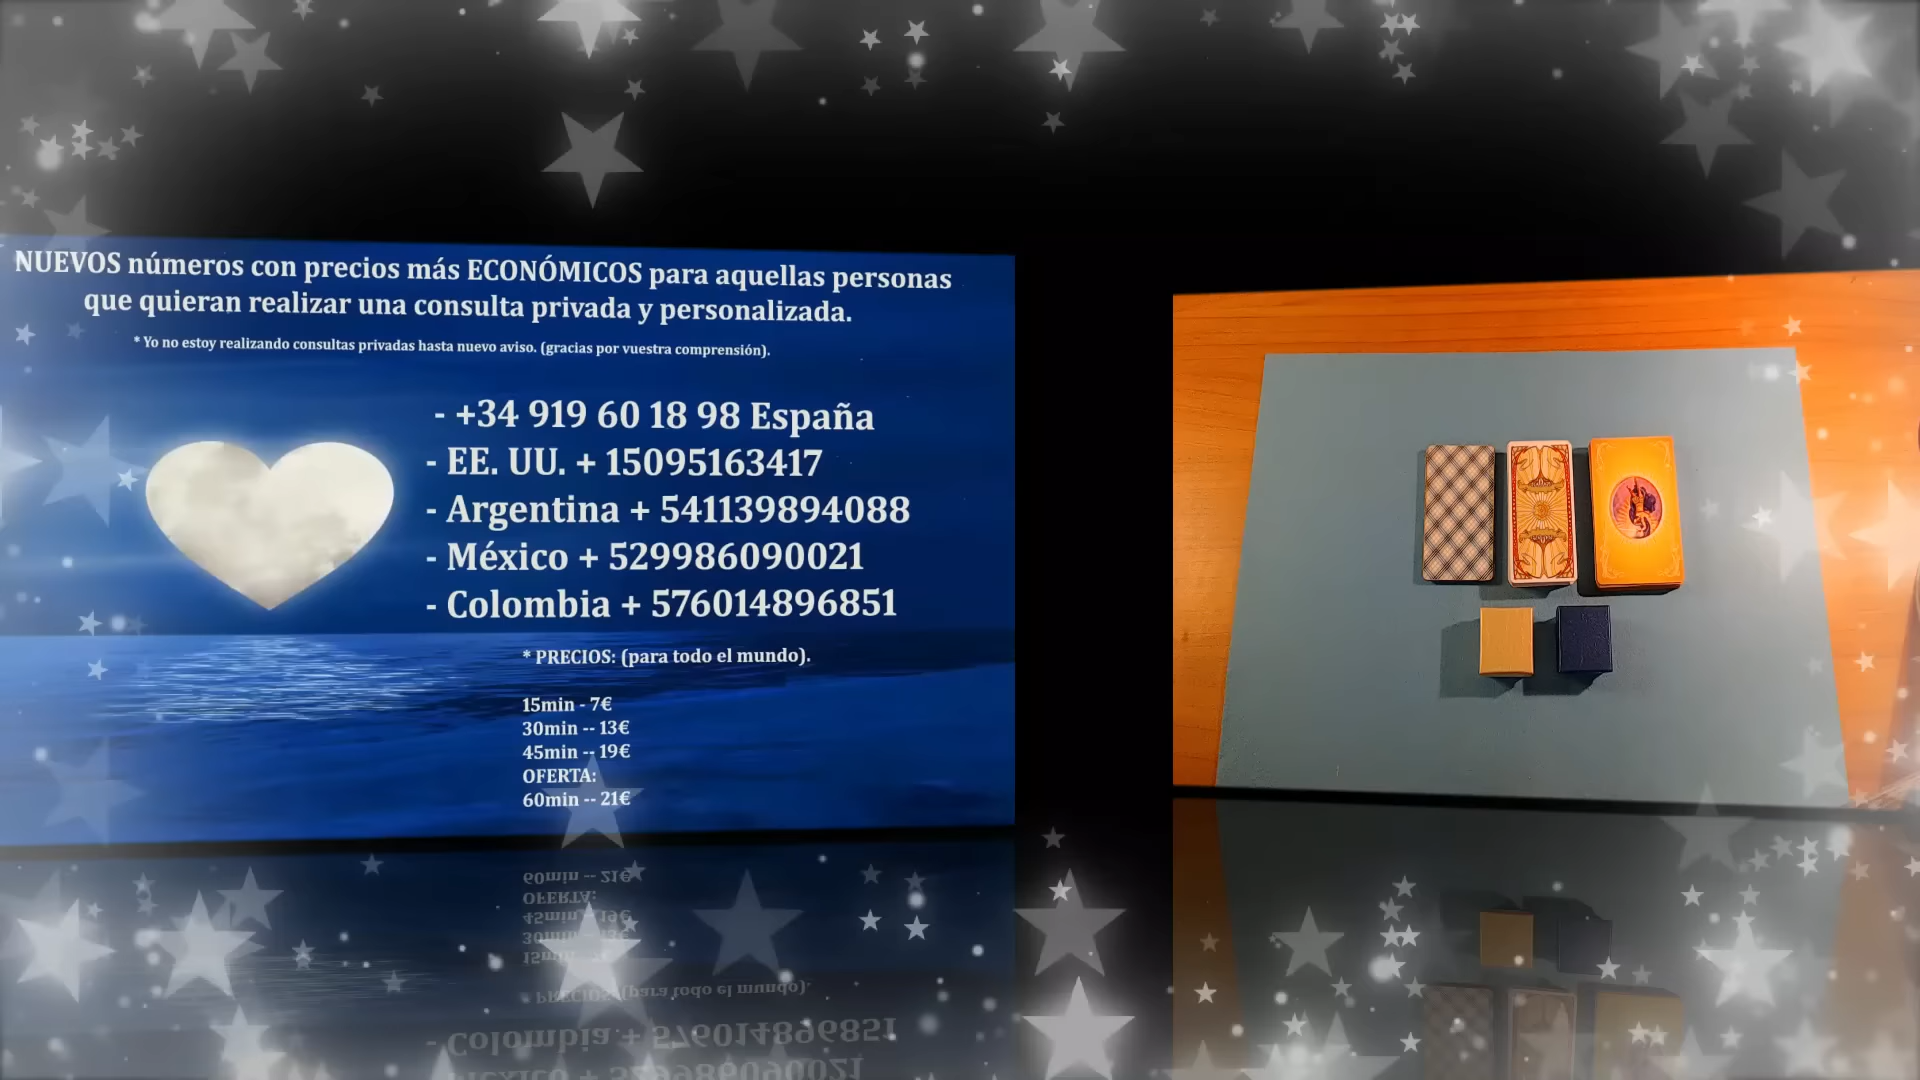 NUEVOS números con precios más ECONÓMICOS para aquellas personas
que quieran realizar una consulta privada y personalizada.
* Yo no estoy realizando consultas privadas hasta nuevo aviso. (gracias por vuestra comprensión).
- +34 919 60 18 98 España
- EE. UU. + 15095163417
- Argentina + 541139894088
- México + 529986090021
- Colombia + 576014896851
* PRECIOS: (para todo el mundo).
15min - 7€
30min -- 13€
45min -- 19€
OFERTA:
60min -- 21€